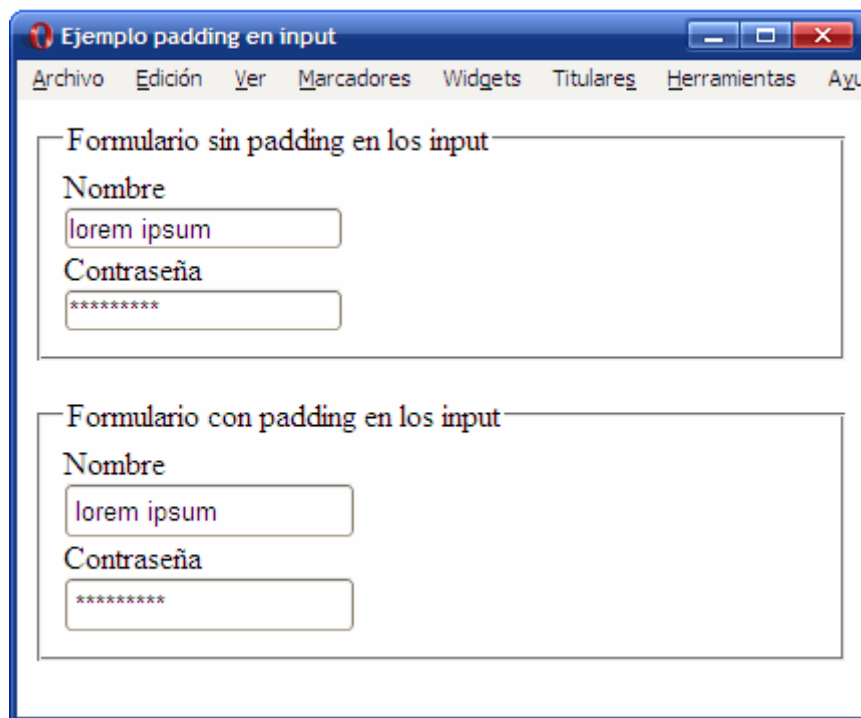 Ejemplo padding en input
Archivo Edición Ver Marcadores Widgets Titulares Herramientas Ayu
Formulario sin padding en los input
Nombre
lorem ipsum
Contraseña
*********
Formulario con padding en los input
Nombre
lorem ipsum
Contraseña
*********